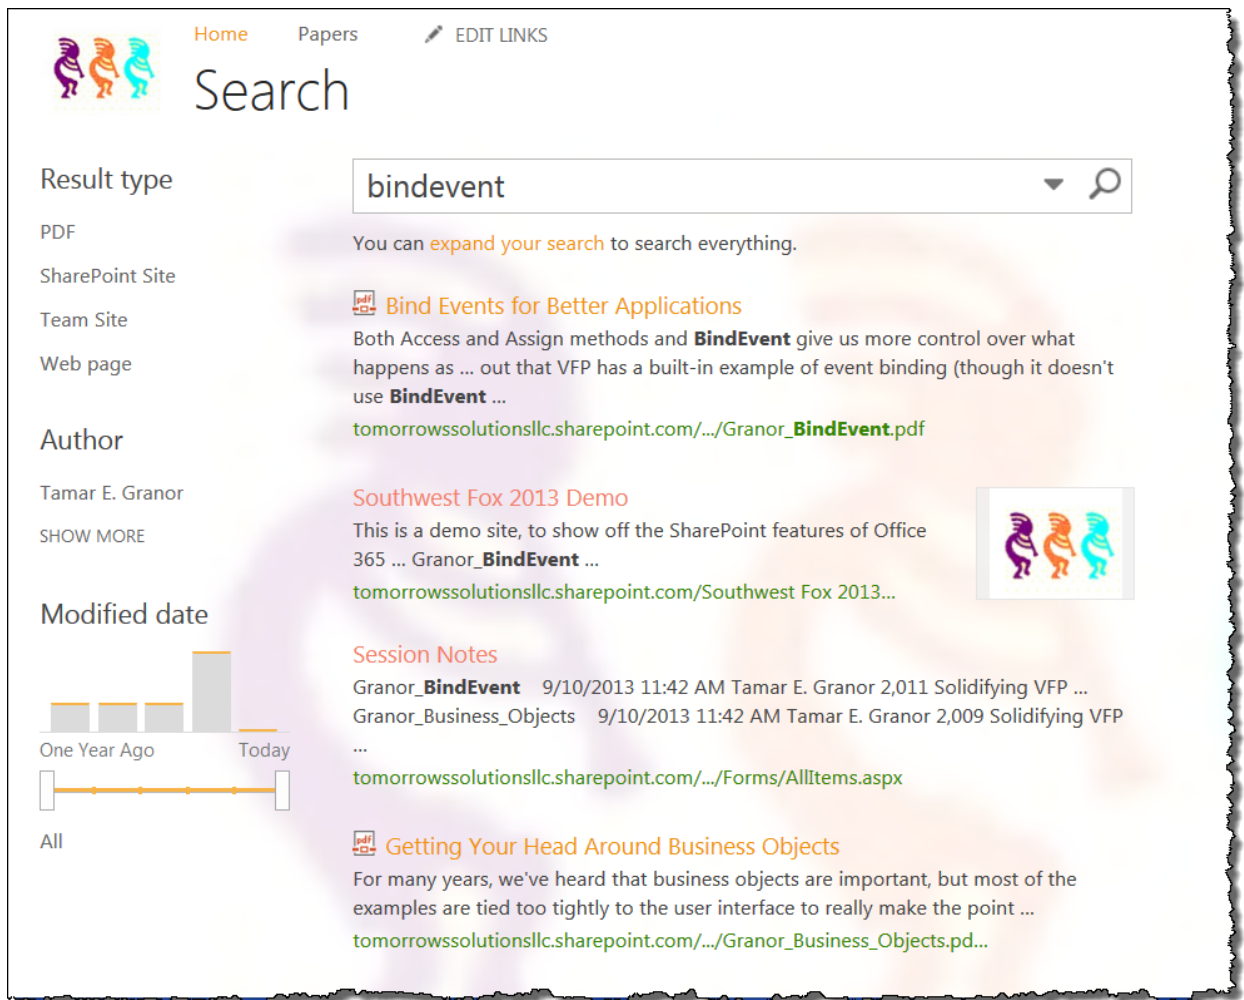 Home Papers EDIT LINKS
Search
Result type
PDF
SharePoint Site
Team Site
Web page
Author
Tamar E. Granor
SHOW MORE
Modified date
One Year Ago Today
All
bindevent
You can expand your search to search everything.
Bind Events for Better Applications
Both Access and Assign methods and BindEvent give us more control over what
happens as ... out that VFP has a built-in example of event binding (though it doesn't
use BindEvent ...
tomorrowssolutionsllc.sharepoint.com/.../Granor_BindEvent.pdf
Southwest Fox 2013 Demo
This is a demo site, to show off the SharePoint features of Office
365 ... Granor_BindEvent ...
tomorrowssolutionsllc.sharepoint.com/Southwest Fox 2013...
Session Notes
Granor_BindEvent 9/10/2013 11:42 AM Tamar E. Granor 2,011 Solidifying VFP ...
Granor_Business_Objects 9/10/2013 11:42 AM Tamar E. Granor 2,009 Solidifying VFP
...
tomorrowssolutionsllc.sharepoint.com/.../Forms/AllItems.aspx
Getting Your Head Around Business Objects
For many years, we've heard that business objects are important, but most of the
examples are tied too tightly to the user interface to really make the point ...
tomorrowssolutionsllc.sharepoint.com/.../Granor_Business_Objects.pd...